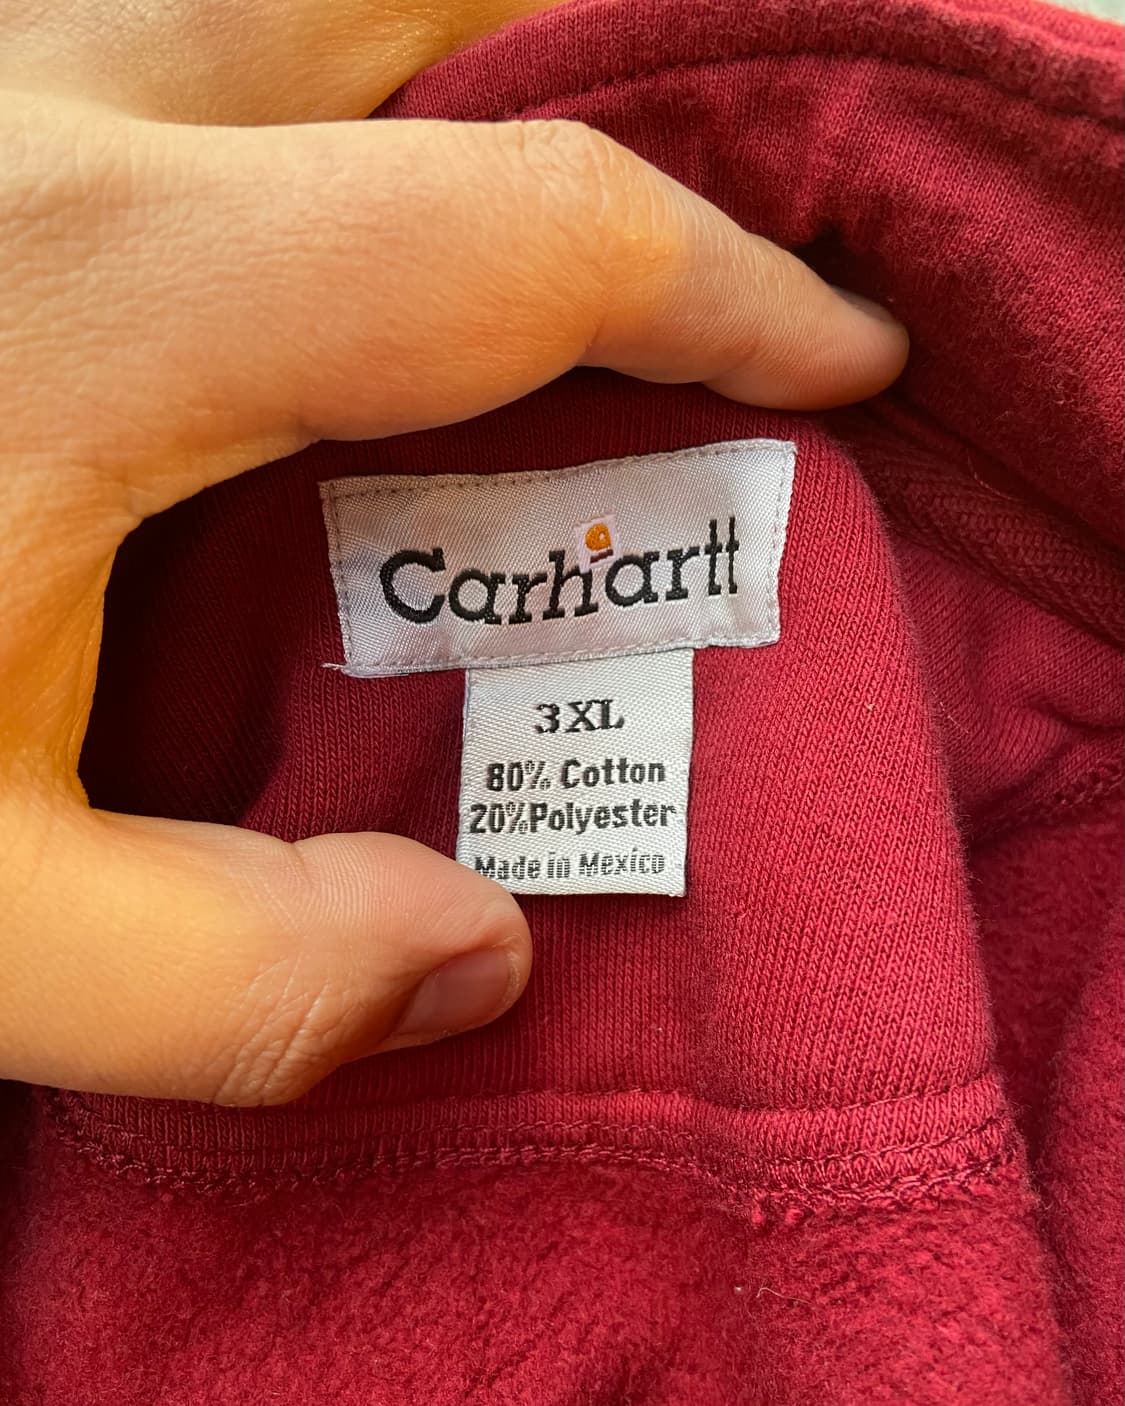 Carhartt
3XL
80% Cotton
20%Polyester
Made in Mexico